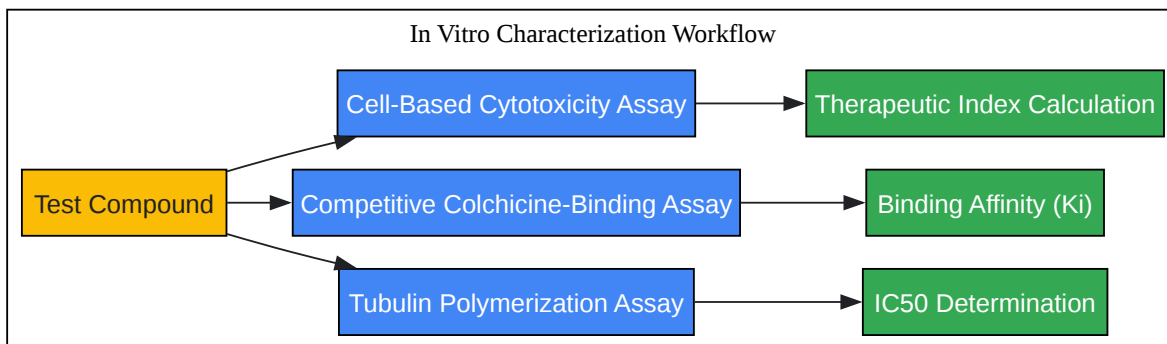 In Vitro Characterization Workflow
Cell-Based Cytotoxicity Assay
Therapeutic Index Calculation
Test Compound
Competitive Colchicine-Binding Assay
Binding Affinity (Ki)
Tubulin Polymerization Assay
IC50 Determination